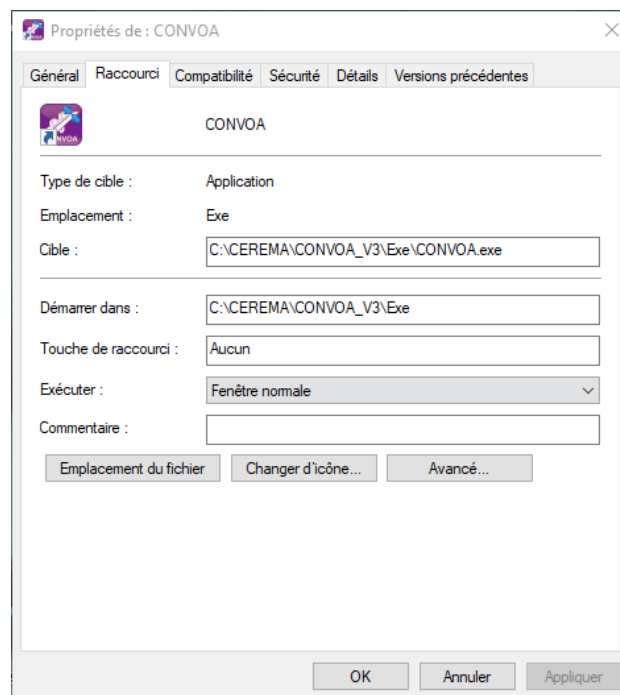 Propriétés de : CONVOA
Général Raccourci Compatibilité Sécurité Détails Versions précédentes
NVOA
CONVOA
Type de cible : Application
Emplacement : Exe
Cible : C:\CEREMA\CONVOA_V3\Exe\CONVOA.exe
Démarrer dans : C:\CEREMA\CONVOA_V3\Exe
Touche de raccourci : Aucun
Exécuter : Fenêtre normale
Commentaire :
Emplacement du fichier Changer d'icône... Avancé...
OK Annuler Appliquer